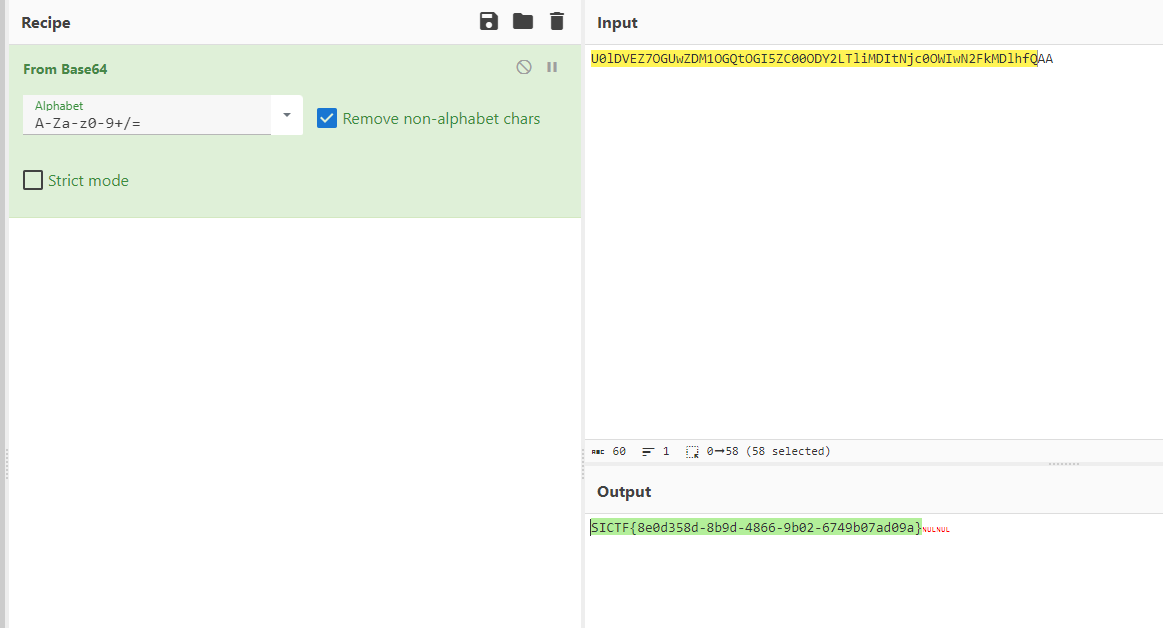 Recipe
From Base64
Alphabet
A-Za-z0-9+/=
Remove non-alphabet chars
Strict mode
Input
U0lDVEZ7OGUwZDM1OGQtOGI5ZC00ODY2LTliMDItNjc0OWIwN2FkMDlhfQAA
ABC 60 1 0→58 (58 selected)
Output
SICTF{8e0d358d-8b9d-4866-9b02-6749b07ad09a}NULNUL